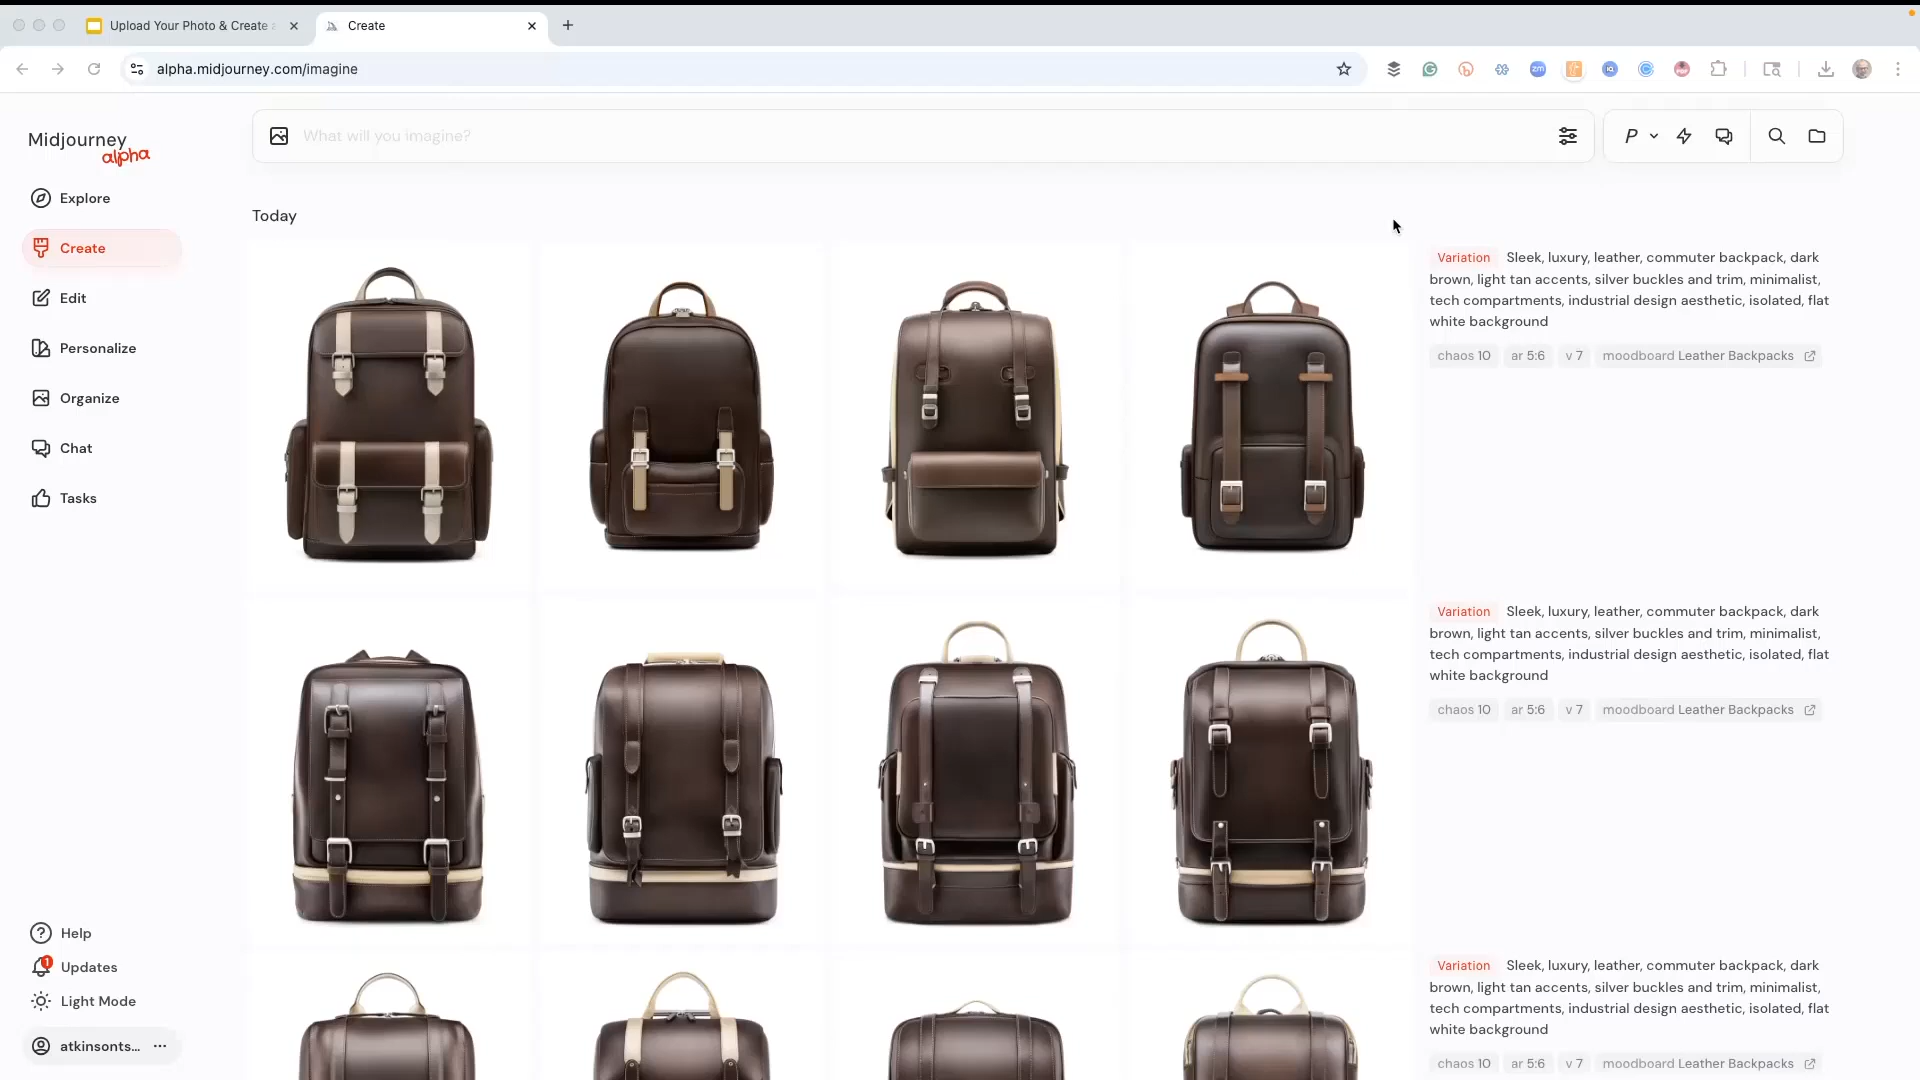 Upload Your Photo & Create a
Create
alpha.midjourney.com/imagine
Midjourney
alpha
What will you imagine?
P
Explore
Create
Edit
Personalize
Organize
Chat
Tasks
Today
Variation Sleek, luxury, leather, commuter backpack, dark
brown, light tan accents, silver buckles and trim, minimalist,
tech compartments, industrial design aesthetic, isolated, flat
white background
chaos 10 ar 5:6 v 7 moodboard Leather Backpacks
Variation Sleek, luxury, leather, commuter backpack, dark
brown, light tan accents, silver buckles and trim, minimalist,
tech compartments, industrial design aesthetic, isolated, flat
white background
chaos 10 ar 5:6 v 7 moodboard Leather Backpacks
Variation Sleek, luxury, leather, commuter backpack, dark
brown, light tan accents, silver buckles and trim, minimalist,
tech compartments, industrial design aesthetic, isolated, flat
white background
chaos 10 ar 5:6 v 7 moodboard Leather Backpacks
Help
1
Updates
Light Mode
atkinsonts...